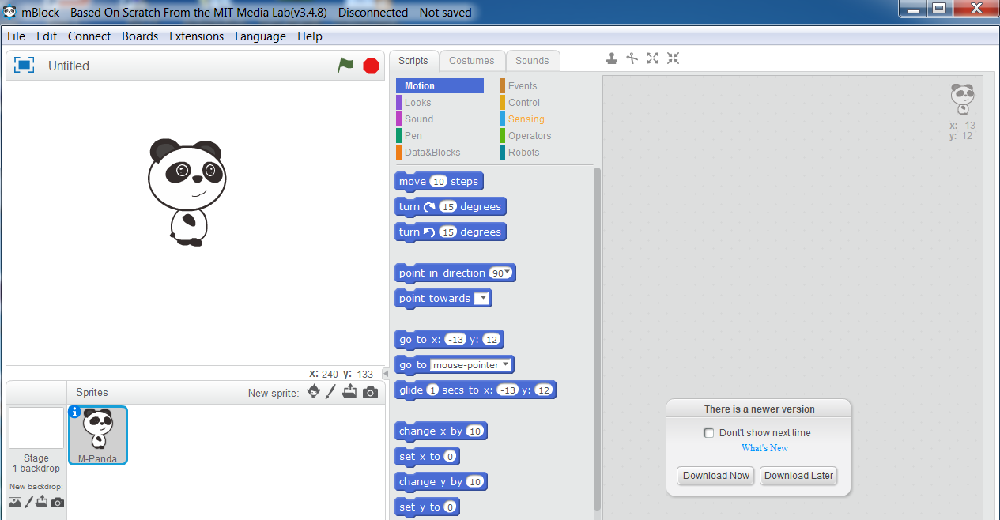 mBlock - Based On Scratch From the MIT Media Lab(v3.4.8) - Disconnected - Not saved
File Edit Connect Boards Extensions Language Help
Untitled
x: 240 y: 133
Sprites New sprite:
M-Panda
Stage
1 backdrop
New backdrop:
Scripts Costumes Sounds
Motion Events
Looks Control
Sound Sensing
Pen Operators
Data&Blocks Robots
move 10 steps
turn 15 degrees
turn 15 degrees
point in direction 90
point towards
go to x: -13 y: 12
go to mouse-pointer
glide 1 secs to x: -13 y: 12
change x by 10
set x to 0
change y by 10
set y to 0
x: -13
y: 12
There is a newer version
Don't show next time
What's New
Download Now Download Later